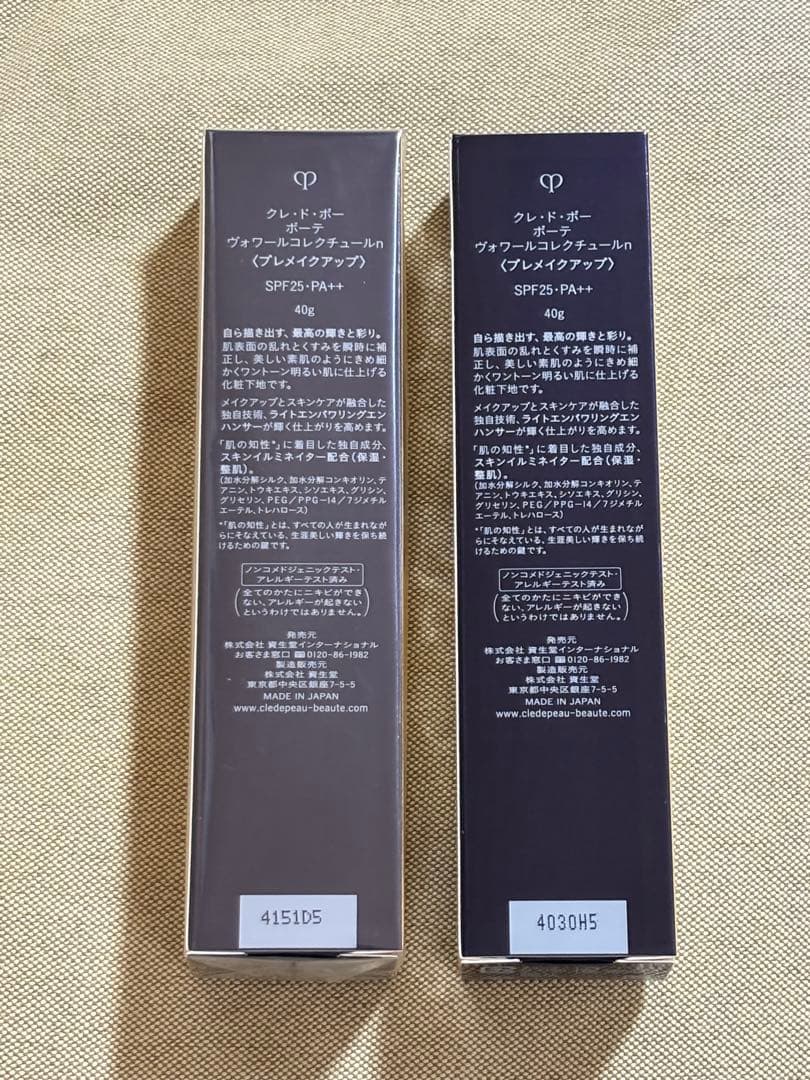 クレ・ド・ポー
ボーテ
ヴォワールコレクチュールn
〈プレメイクアップ〉
SPF25・PA++
40g
自ら描き出す、最高の輝きと彩り。
肌表面の乱れとくすみを瞬時に補
正し、美しい素肌のようにきめ細
かくワントーン明るい肌に仕上げる
化粧下地です。
メイクアップとスキンケアが融合した
独自技術、ライトエンパワリングエン
ハンサーが輝く仕上がりを高めます。
「肌の知性*」に着目した独自成分、
スキンイルミネイター配合(保湿・
整肌)。
(加水分解シルク、加水分解コンキオリン、テ
アニン、トウキエキス、シソエキス、グリシン、
グリセリン、PEG/PPG-14/7ジメチル
エーテル、トレハロース)
*「肌の知性」とは、すべての人が生まれなが
らにそなえている、生涯美しい輝きを保ち続
けるための鍵です。
ノンコメドジェニックテスト・
アレルギーテスト済み
(全てのかたにニキビができ
ない、アレルギーが起きない
というわけではありません。)
発売元
株式会社 資生堂インターナショナル
お客さま窓口 0120-86-1982
製造販売元
株式会社 資生堂
東京都中央区銀座7-5-5
MADE IN JAPAN
www.cledepeau-beaute.com
4151D5
クレ・ド・ポー
ボーテ
ヴォワールコレクチュールn
〈プレメイクアップ〉
SPF25・PA++
40g
自ら描き出す、最高の輝きと彩り。
肌表面の乱れとくすみを瞬時に補
正し、美しい素肌のようにきめ細
かくワントーン明るい肌に仕上げる
化粧下地です。
メイクアップとスキンケアが融合した
独自技術、ライトエンパワリングエン
ハンサーが輝く仕上がりを高めます。
「肌の知性*」に着目した独自成分、
スキンイルミネイター配合(保湿・
整肌)。
(加水分解シルク、加水分解コンキオリン、テ
アニン、トウキエキス、シソエキス、グリシン、
グリセリン、PEG/PPG-14/7ジメチル
エーテル、トレハロース)
*「肌の知性」とは、すべての人が生まれなが
らにそなえている、生涯美しい輝きを保ち続
けるための鍵です。
ノンコメドジェニックテスト・
アレルギーテスト済み
(全てのかたにニキビができ
ない、アレルギーが起きない
というわけではありません。)
発売元
株式会社 資生堂インターナショナル
お客さま窓口 0120-86-1982
製造販売元
株式会社 資生堂
東京都中央区銀座7-5-5
MADE IN JAPAN
www.cledepeau-beaute.com
4030H5